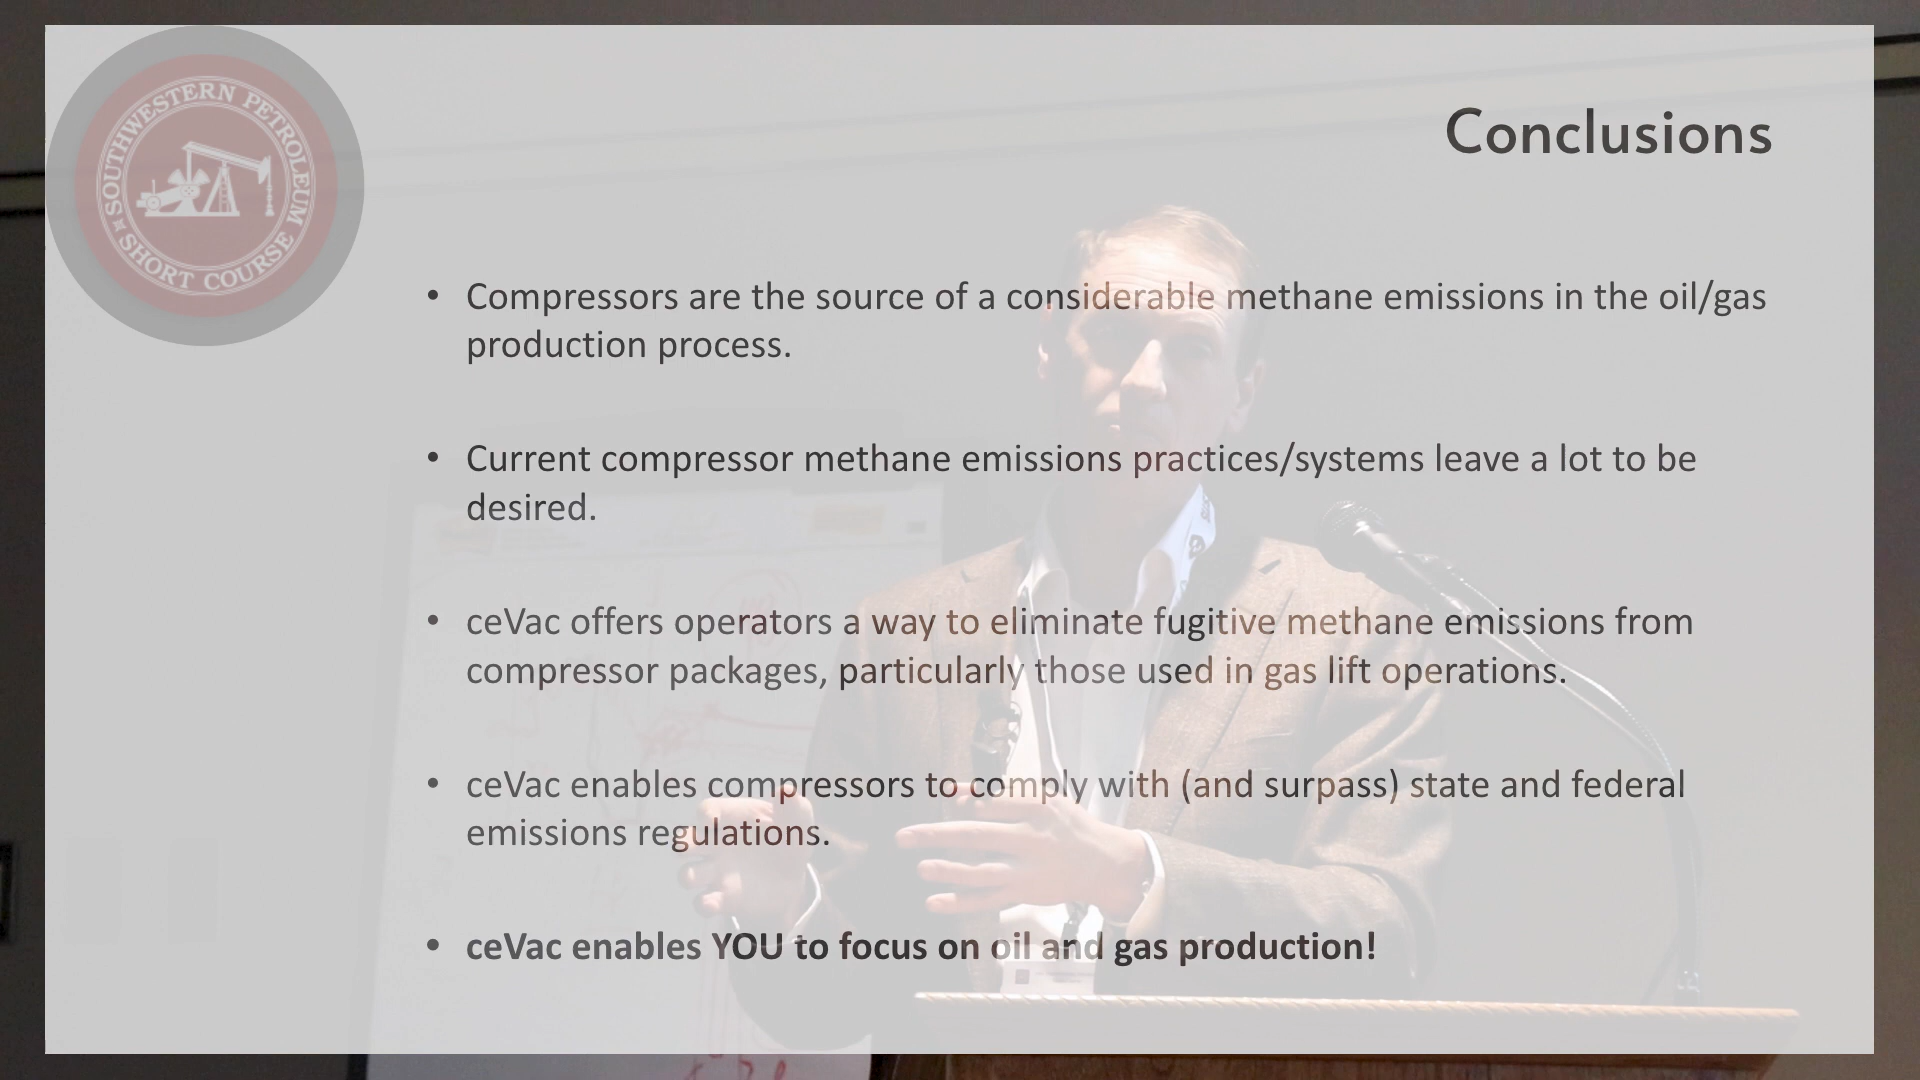 SOUTHWESTERN PETROLEUM
SHORT COURSE
Conclusions
• Compressors are the source of a considerable methane emissions in the oil/gas
production process.
• Current compressor methane emissions practices/systems leave a lot to be
desired.
• ceVac offers operators a way to eliminate fugitive methane emissions from
compressor packages, particularly those used in gas lift operations.
• ceVac enables compressors to comply with (and surpass) state and federal
emissions regulations.
• ceVac enables YOU to focus on oil and gas production!